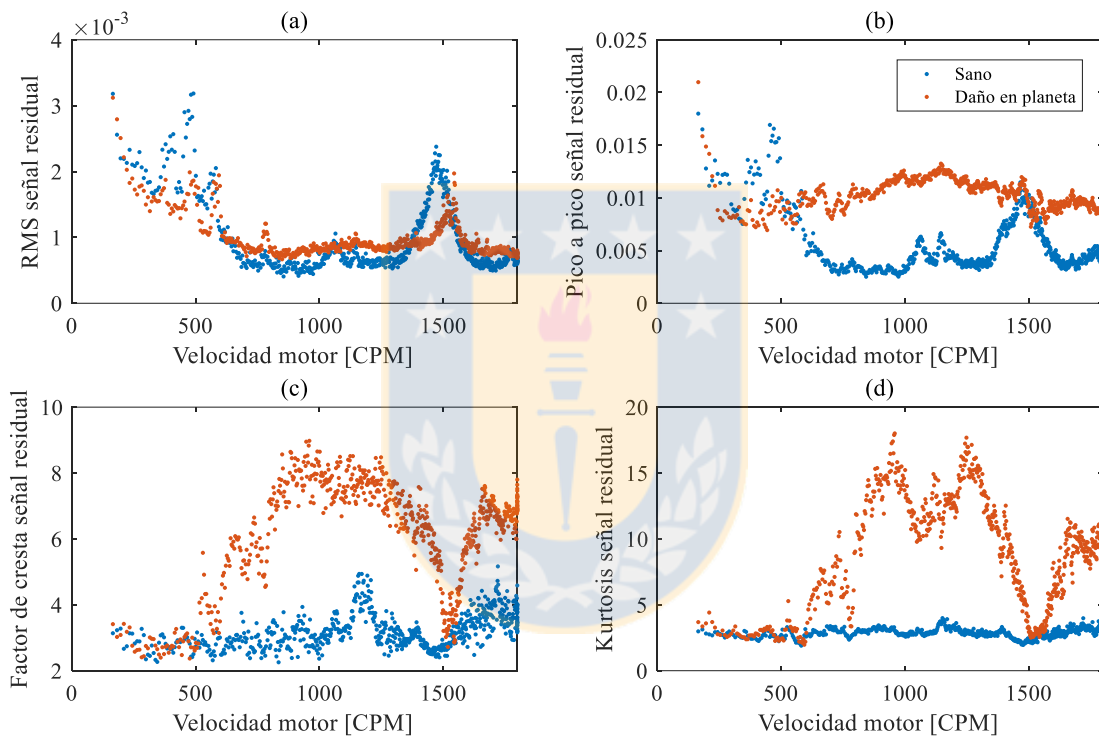 (a)
×10⁻³
4
3
2
1
0
RMS señal residual
0 500 1000 1500
Velocidad motor [CPM]
(b)
0.025
0.02
0.015
0.01
0.005
0
Pico a pico señal residual
Sano
Daño en planeta
0 500 1000 1500
Velocidad motor [CPM]
(c)
10
8
6
4
2
Factor de cresta señal residual
0 500 1000 1500
Velocidad motor [CPM]
(d)
20
15
10
5
0
Kurtosis señal residual
0 500 1000 1500
Velocidad motor [CPM]